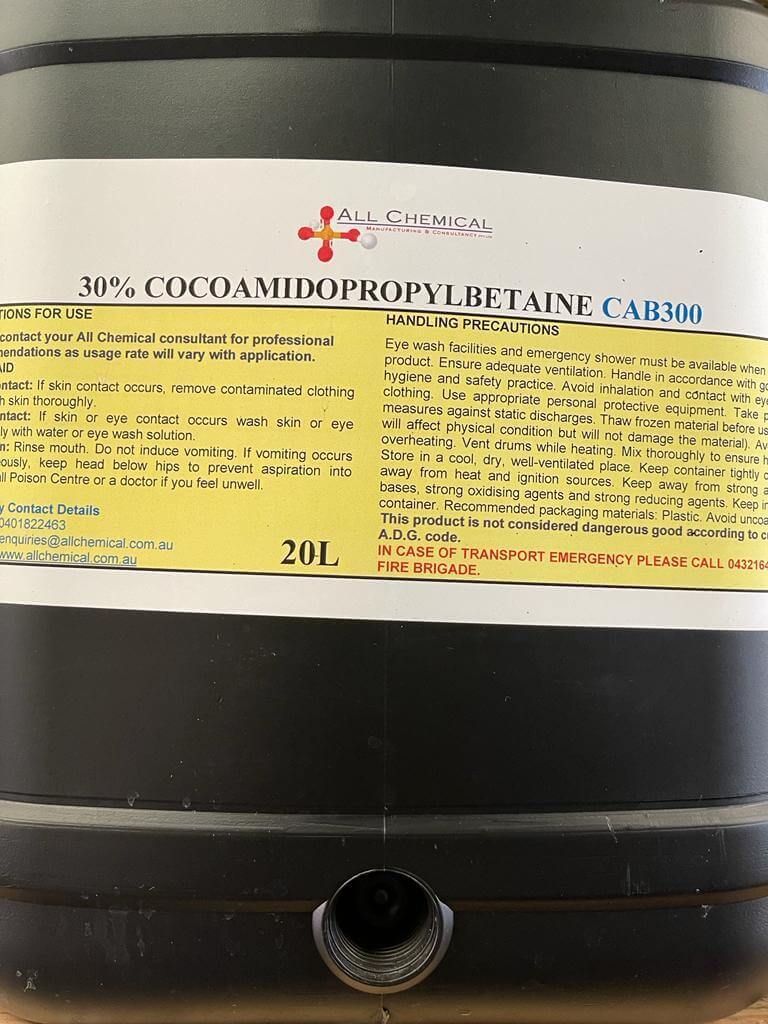 ALL CHEMICAL
MANUFACTURING & CONSULTANCY PTY LTD
30% COCOAMIDOPROPYLBETAINE CAB300
TIONS FOR USE
contact your All Chemical consultant for professional
mendations as usage rate will vary with application.
AID
ntact: If skin contact occurs, remove contaminated clothing
h skin thoroughly.
ntact: If skin or eye contact occurs wash skin or eye
ly with water or eye wash solution.
n: Rinse mouth. Do not induce vomiting. If vomiting occurs
eously, keep head below hips to prevent aspiration into
all Poison Centre or a doctor if you feel unwell.
y Contact Details
0401822463
enquiries@allchemical.com.au
www.allchemical.com.au
20L
HANDLING PRECAUTIONS
Eye wash facilities and emergency shower must be available when
product. Ensure adequate ventilation. Handle in accordance with go
hygiene and safety practice. Avoid inhalation and contact with eye
clothing. Use appropriate personal protective equipment. Take p
measures against static discharges. Thaw frozen material before us
will affect physical condition but will not damage the material). Av
overheating. Vent drums while heating. Mix thoroughly to ensure h
Store in a cool, dry, well-ventilated place. Keep container tightly c
away from heat and ignition sources. Keep away from strong a
bases, strong oxidising agents and strong reducing agents. Keep in
container. Recommended packaging materials: Plastic. Avoid uncoa
This product is not considered dangerous good according to c
A.D.G. code.
IN CASE OF TRANSPORT EMERGENCY PLEASE CALL 0432164
FIRE BRIGADE.